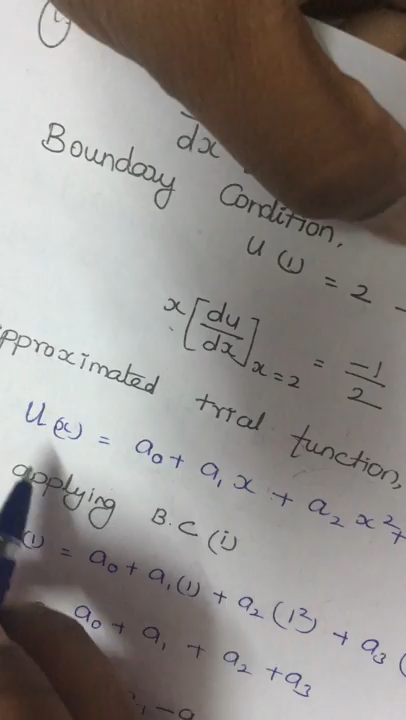 dx
Boundary Condition,
U(1) = 2
x[du/dx]x=2 = -1/2
approximated trial function,
U(x) = a₀ + a₁x + a₂x² +
applying B.C (i)
(1) = a₀ + a₁(1) + a₂(1²) + a₃(
a₀ + a₁ + a₂ + a₃